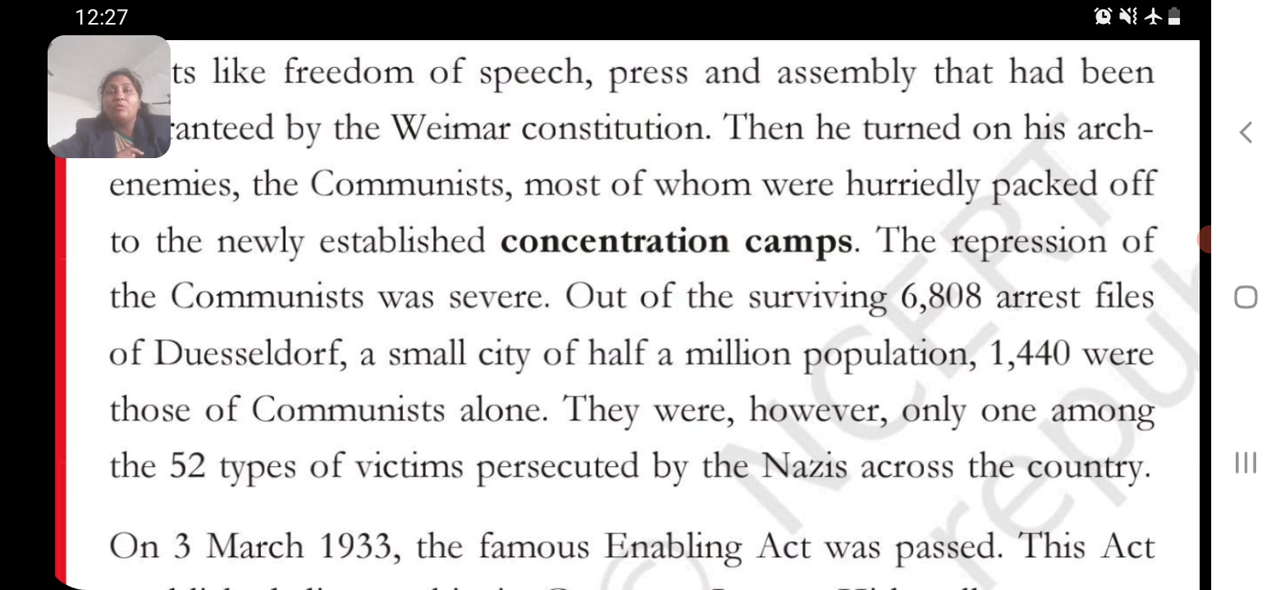 12:27
ts like freedom of speech, press and assembly that had been
ranteed by the Weimar constitution. Then he turned on his arch-
enemies, the Communists, most of whom were hurriedly packed off
to the newly established concentration camps. The repression of
the Communists was severe. Out of the surviving 6,808 arrest files
of Duesseldorf, a small city of half a million population, 1,440 were
those of Communists alone. They were, however, only one among
the 52 types of victims persecuted by the Nazis across the country.
On 3 March 1933, the famous Enabling Act was passed. This Act
© NCERT
repub